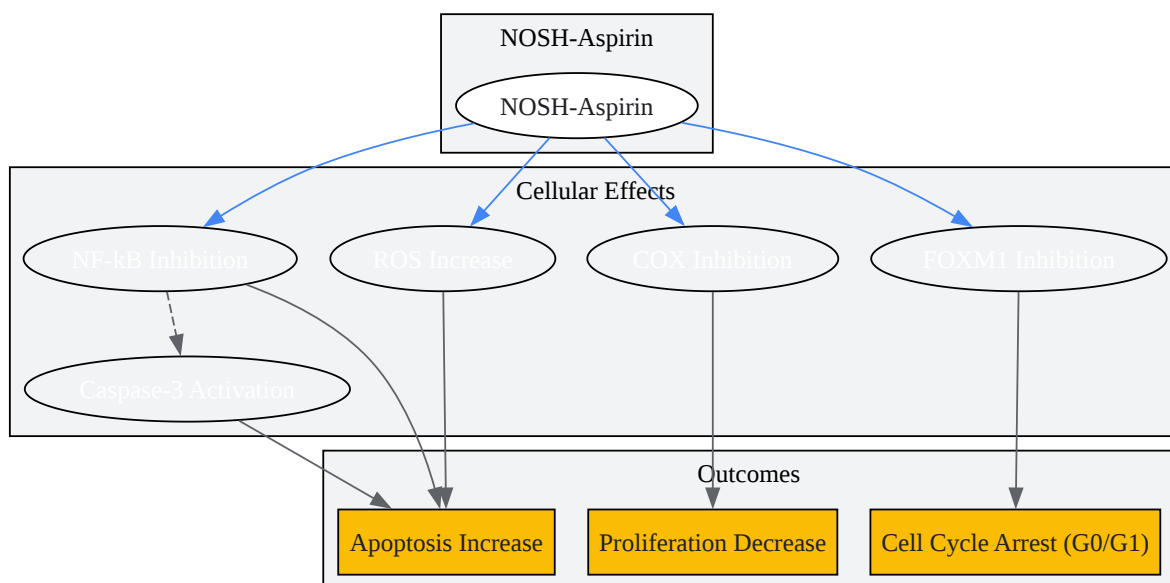 NOSH-Aspirin
NOSH-Aspirin
Cellular Effects
NF-kB Inhibition
ROS Increase
COX Inhibition
FOXM1 Inhibition
Caspase-3 Activation
Outcomes
Apoptosis Increase
Proliferation Decrease
Cell Cycle Arrest (G0/G1)